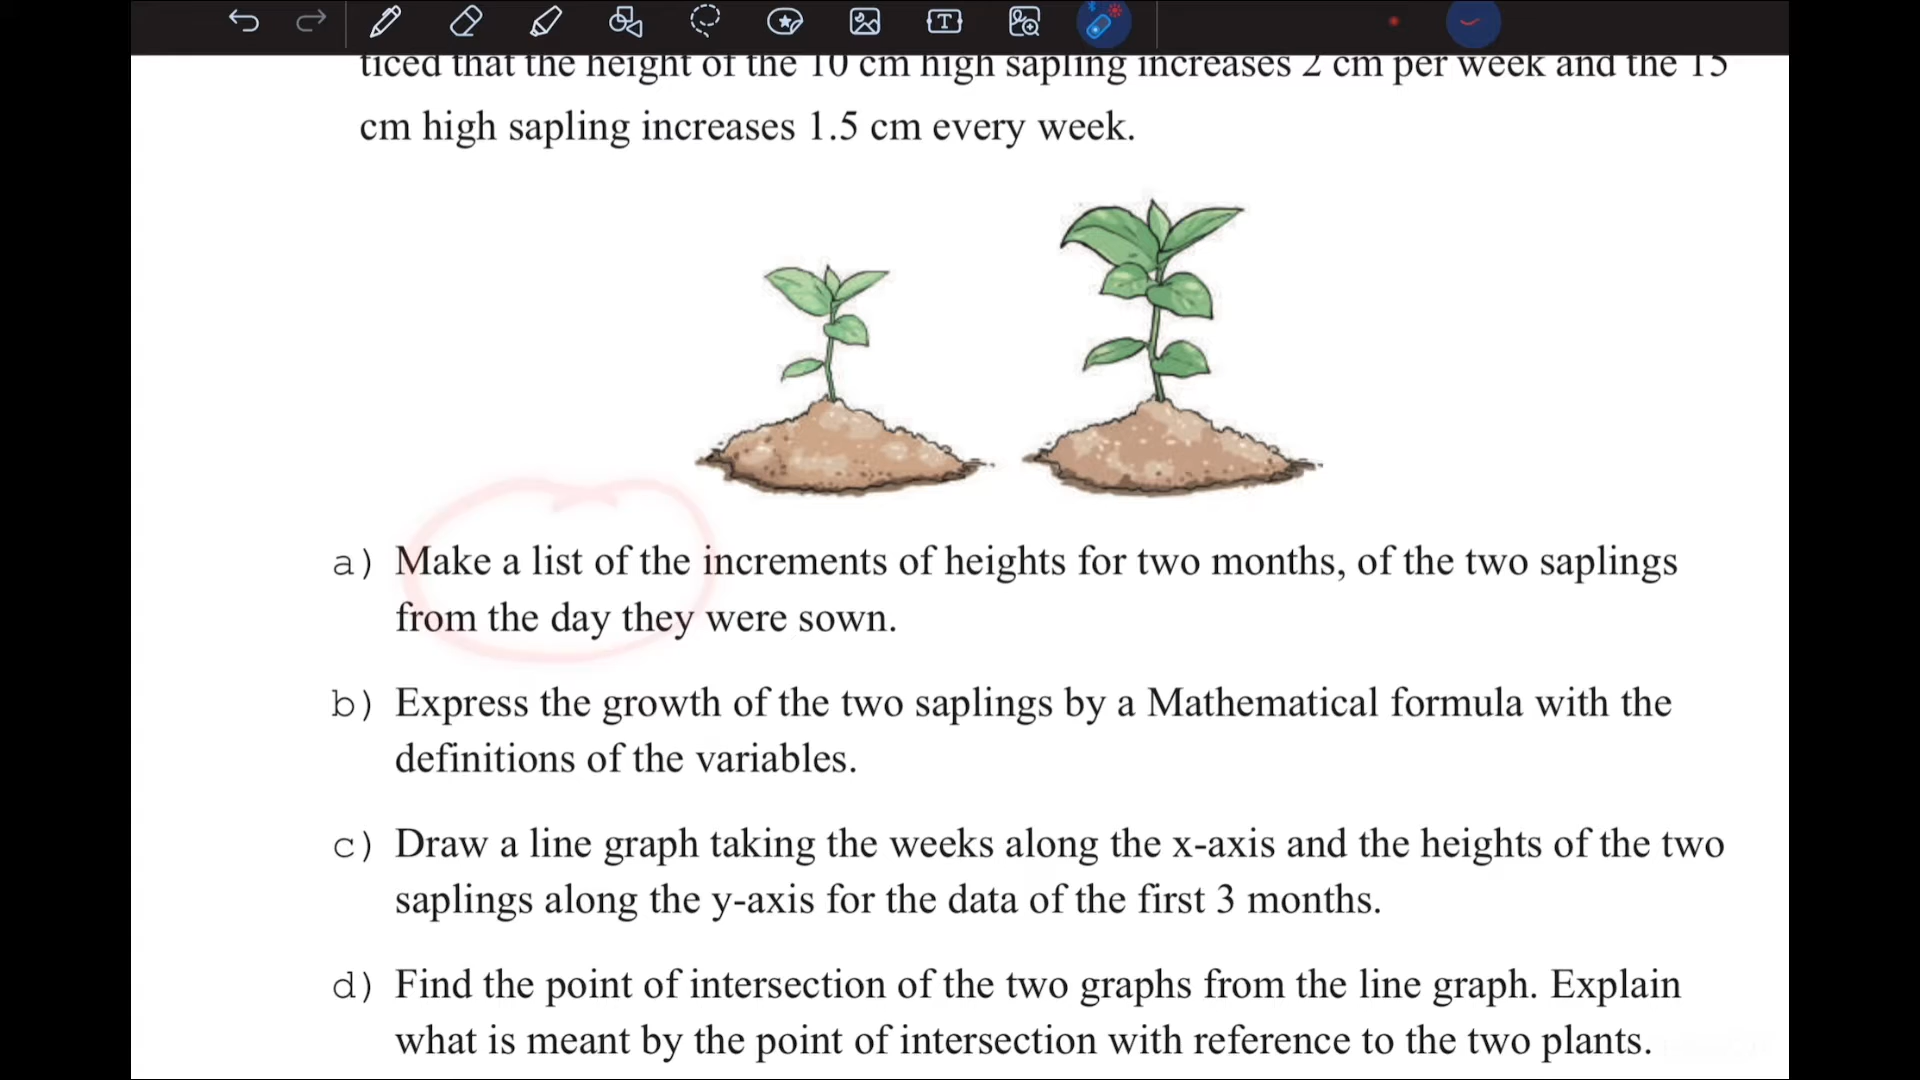 ticed that the height of the 10 cm high sapling increases 2 cm per week and the 15
cm high sapling increases 1.5 cm every week.
a) Make a list of the increments of heights for two months, of the two saplings
from the day they were sown.
b) Express the growth of the two saplings by a Mathematical formula with the
definitions of the variables.
c) Draw a line graph taking the weeks along the x-axis and the heights of the two
saplings along the y-axis for the data of the first 3 months.
d) Find the point of intersection of the two graphs from the line graph. Explain
what is meant by the point of intersection with reference to the two plants.